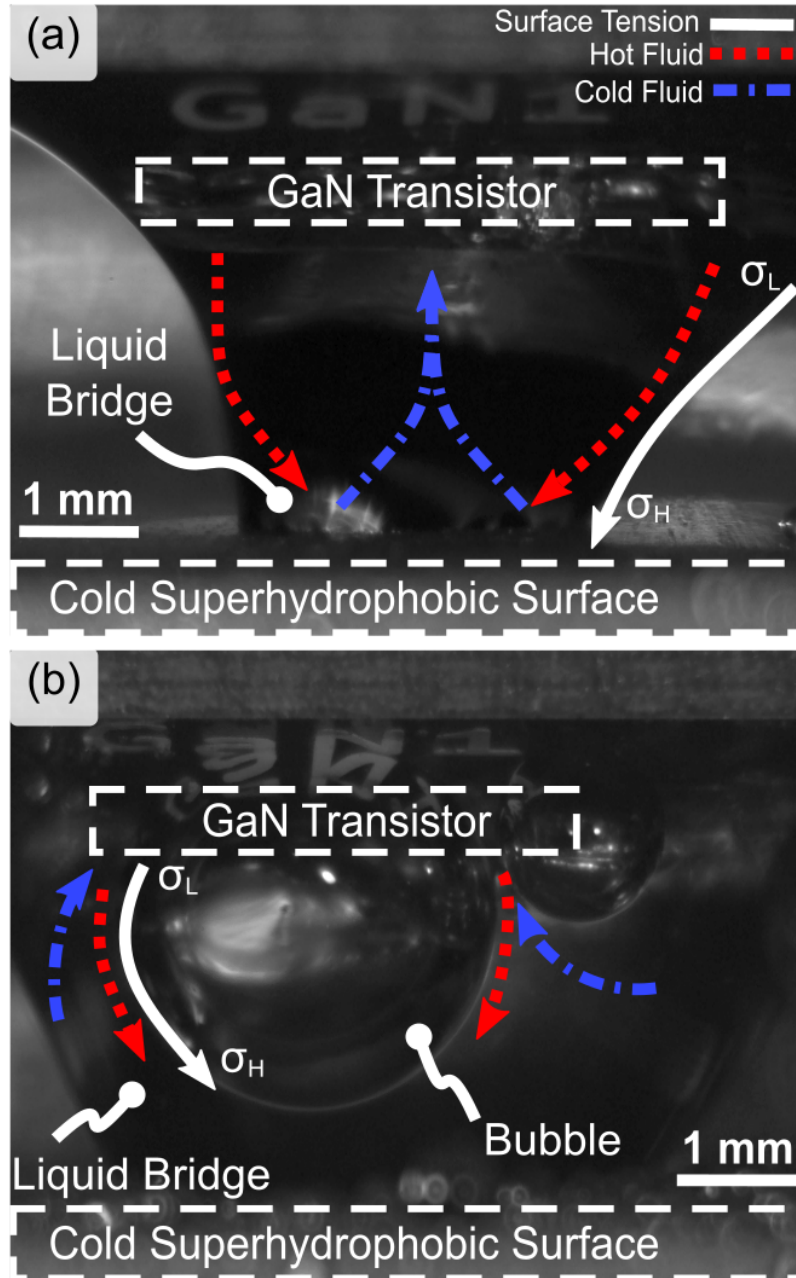 (a)
Surface Tension
Hot Fluid
Cold Fluid
GaN1
GaN Transistor
σL
Liquid
Bridge
1 mm
σH
Cold Superhydrophobic Surface
(b)
GaN Transistor
σL
σH
Bubble
Liquid Bridge
1 mm
Cold Superhydrophobic Surface